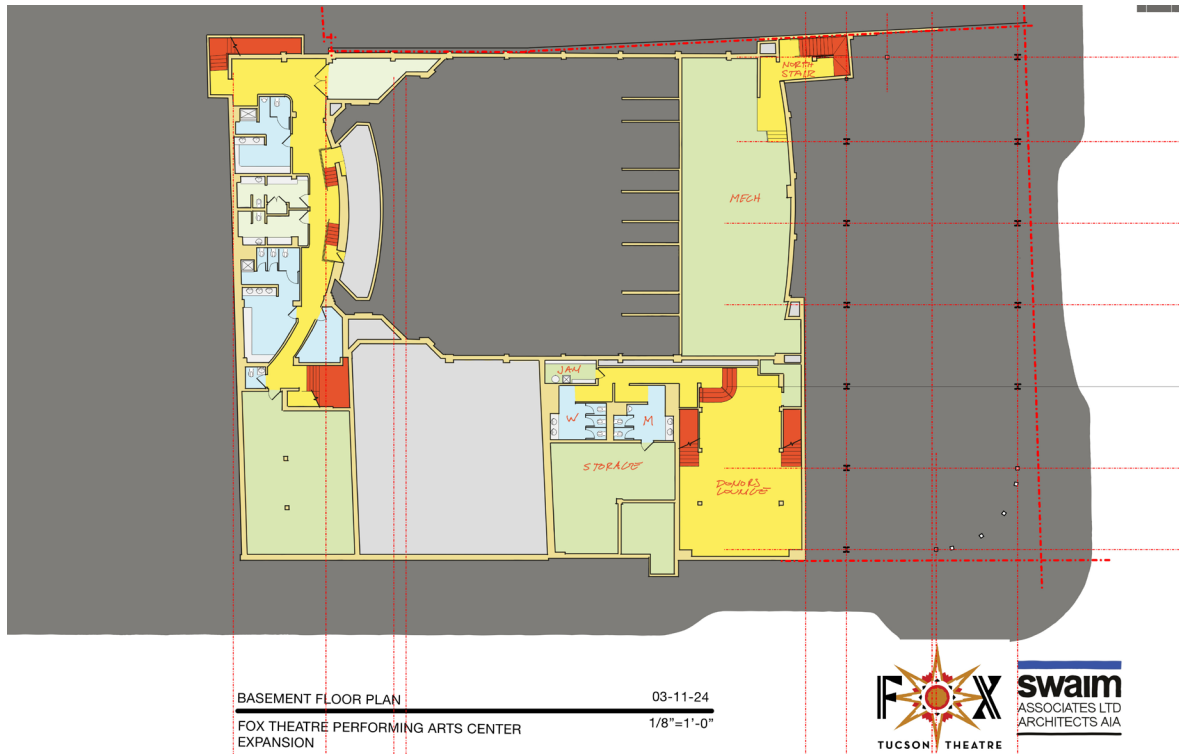 NORTH
STAIR
MECH
JAN
W
M
STORAGE
DONORS
LOUNGE
BASEMENT FLOOR PLAN
03-11-24
FOX THEATRE PERFORMING ARTS CENTER
EXPANSION
1/8"=1'-0"
FOX
TUCSON THEATRE
swaim
ASSOCIATES LTD
ARCHITECTS AIA